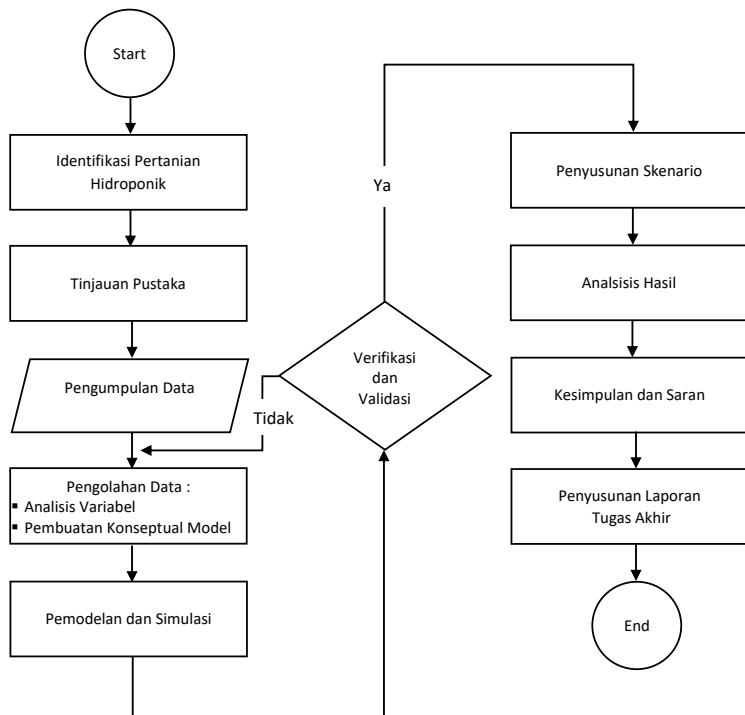 Start
Identifikasi Pertanian
Hidroponik
Tinjauan Pustaka
Pengumpulan Data
Pengolahan Data :
▪ Analisis Variabel
▪ Pembuatan Konseptual Model
Pemodelan dan Simulasi
Verifikasi
dan
Validasi
Tidak
Ya
Penyusunan Skenario
Analsisis Hasil
Kesimpulan dan Saran
Penyusunan Laporan
Tugas Akhir
End